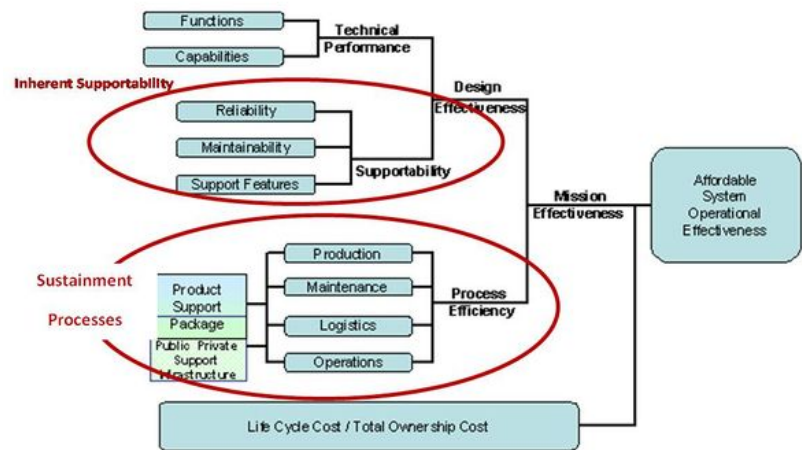 Functions
Capabilities
Technical
Performance
Inherent Supportability
Reliability
Maintainability
Support Features
Supportability
Design
Effectiveness
Mission
Effectiveness
Affordable
System
Operational
Effectiveness
Sustainment
Processes
Product
Support
Package
Public Private
Support
Infrastructure
Production
Maintenance
Logistics
Operations
Process
Efficiency
Life Cycle Cost / Total Ownership Cost